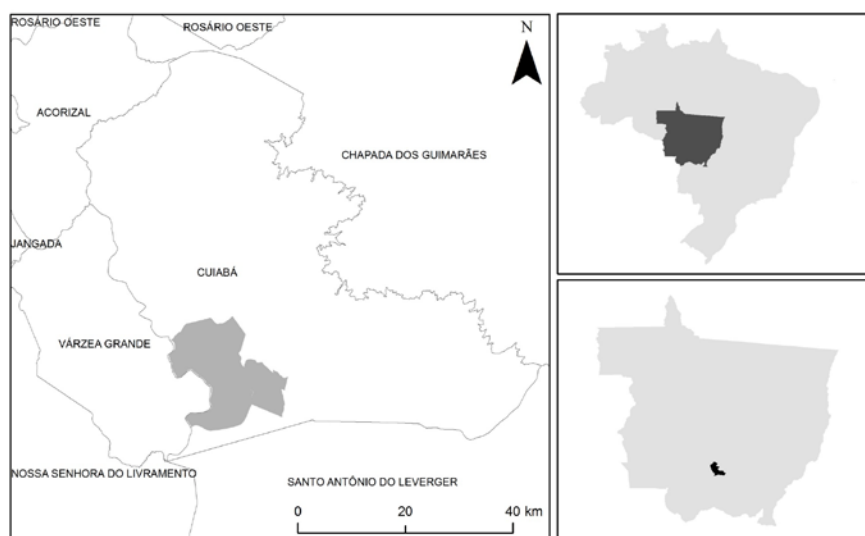 ROSÁRIO OESTE
ROSÁRIO OESTE
N
ACORIZAL
CHAPADA DOS GUIMARÃES
JANGADA
CUIABÁ
VÁRZEA GRANDE
NOSSA SENHORA DO LIVRAMENTO
SANTO ANTÔNIO DO LEVERGER
0 20 40 km